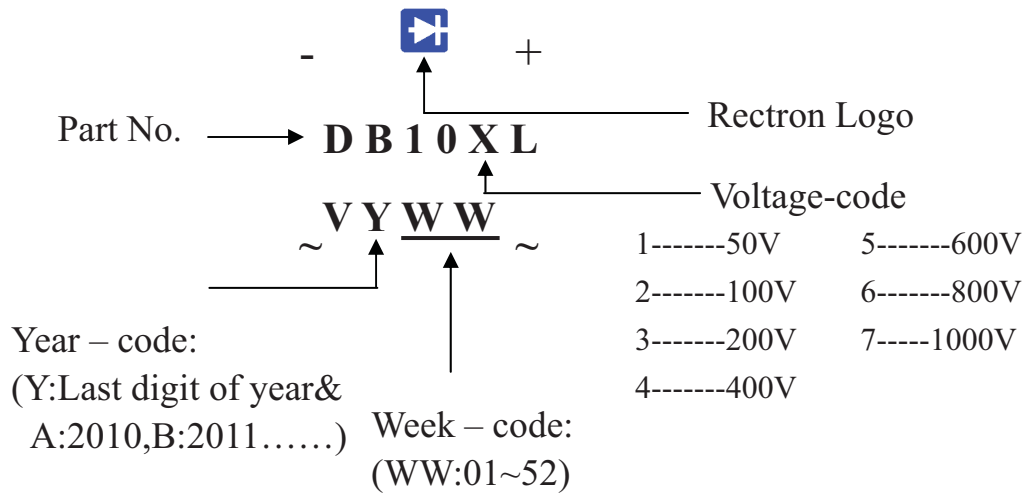 - +
Rectron Logo
Part No.
D B 1 0 X L
Voltage-code
V Y W W
~ ~
1-------50V 5-------600V
2-------100V 6-------800V
3-------200V 7-----1000V
4-------400V
Year – code:
(Y:Last digit of year&
A:2010,B:2011……)
Week – code:
(WW:01~52)